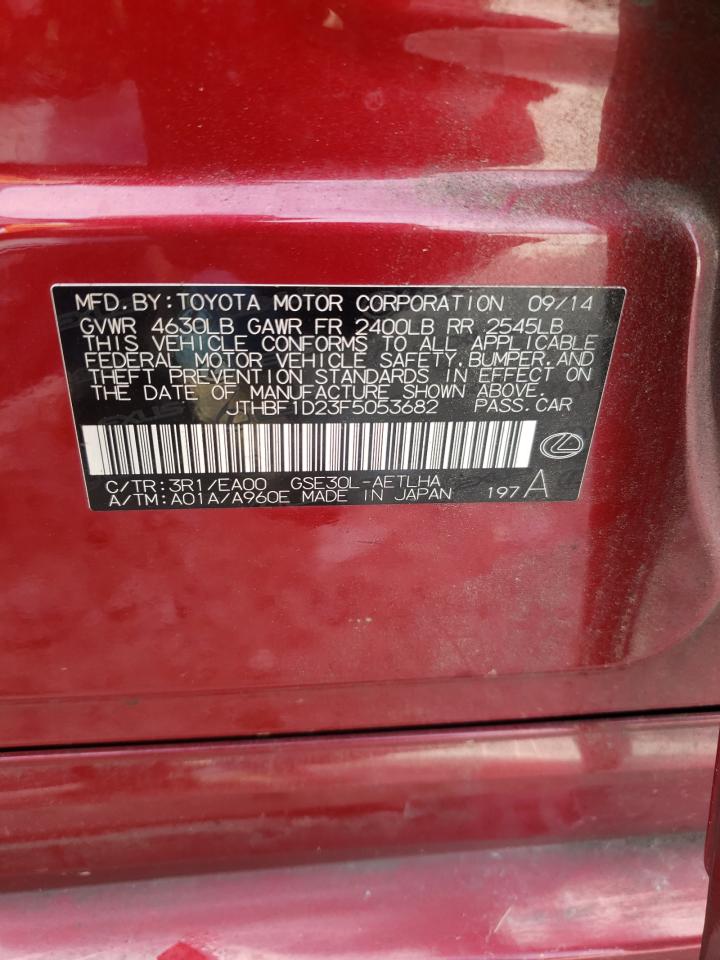 MFD.BY:TOYOTA MOTOR CORPORATION 09/14
GVWR 4630LB GAWR FR 2400LB RR 2545LB
THIS VEHICLE CONFORMS TO ALL APPLICABLE
FEDERAL MOTOR VEHICLE SAFETY, BUMPER, AND
THEFT PREVENTION STANDARDS IN EFFECT ON
THE DATE OF MANUFACTURE SHOWN ABOVE.
JTHBF1D23F5053682 PASS.CAR
C/TR:3R1/EA00 GSE30L-AETLHA
A/TM:A01A/A960E MADE IN JAPAN 197 A